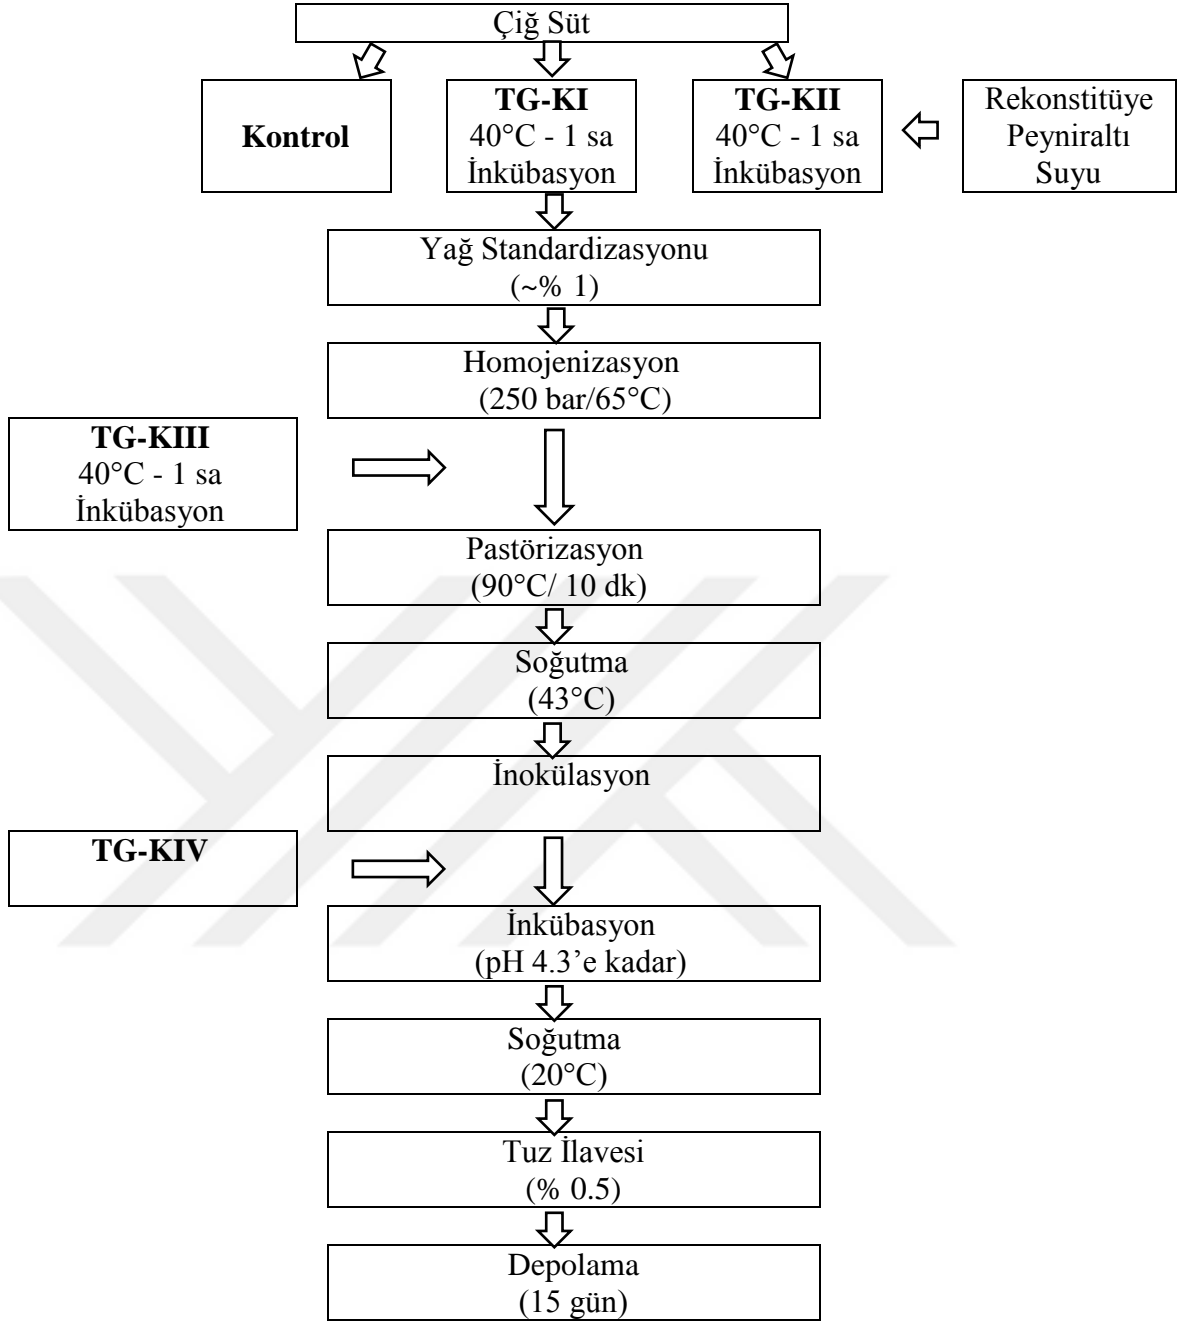 Çiğ Süt
Kontrol
TG-KI
40°C - 1 sa
İnkübasyon
TG-KII
40°C - 1 sa
İnkübasyon
Rekonstitüye
Peyniraltı
Suyu
Yağ Standardizasyonu
(~% 1)
Homojenizasyon
(250 bar/65°C)
TG-KIII
40°C - 1 sa
İnkübasyon
Pastörizasyon
(90°C/ 10 dk)
Soğutma
(43°C)
İnokülasyon
TG-KIV
İnkübasyon
(pH 4.3’e kadar)
Soğutma
(20°C)
Tuz İlavesi
(% 0.5)
Depolama
(15 gün)